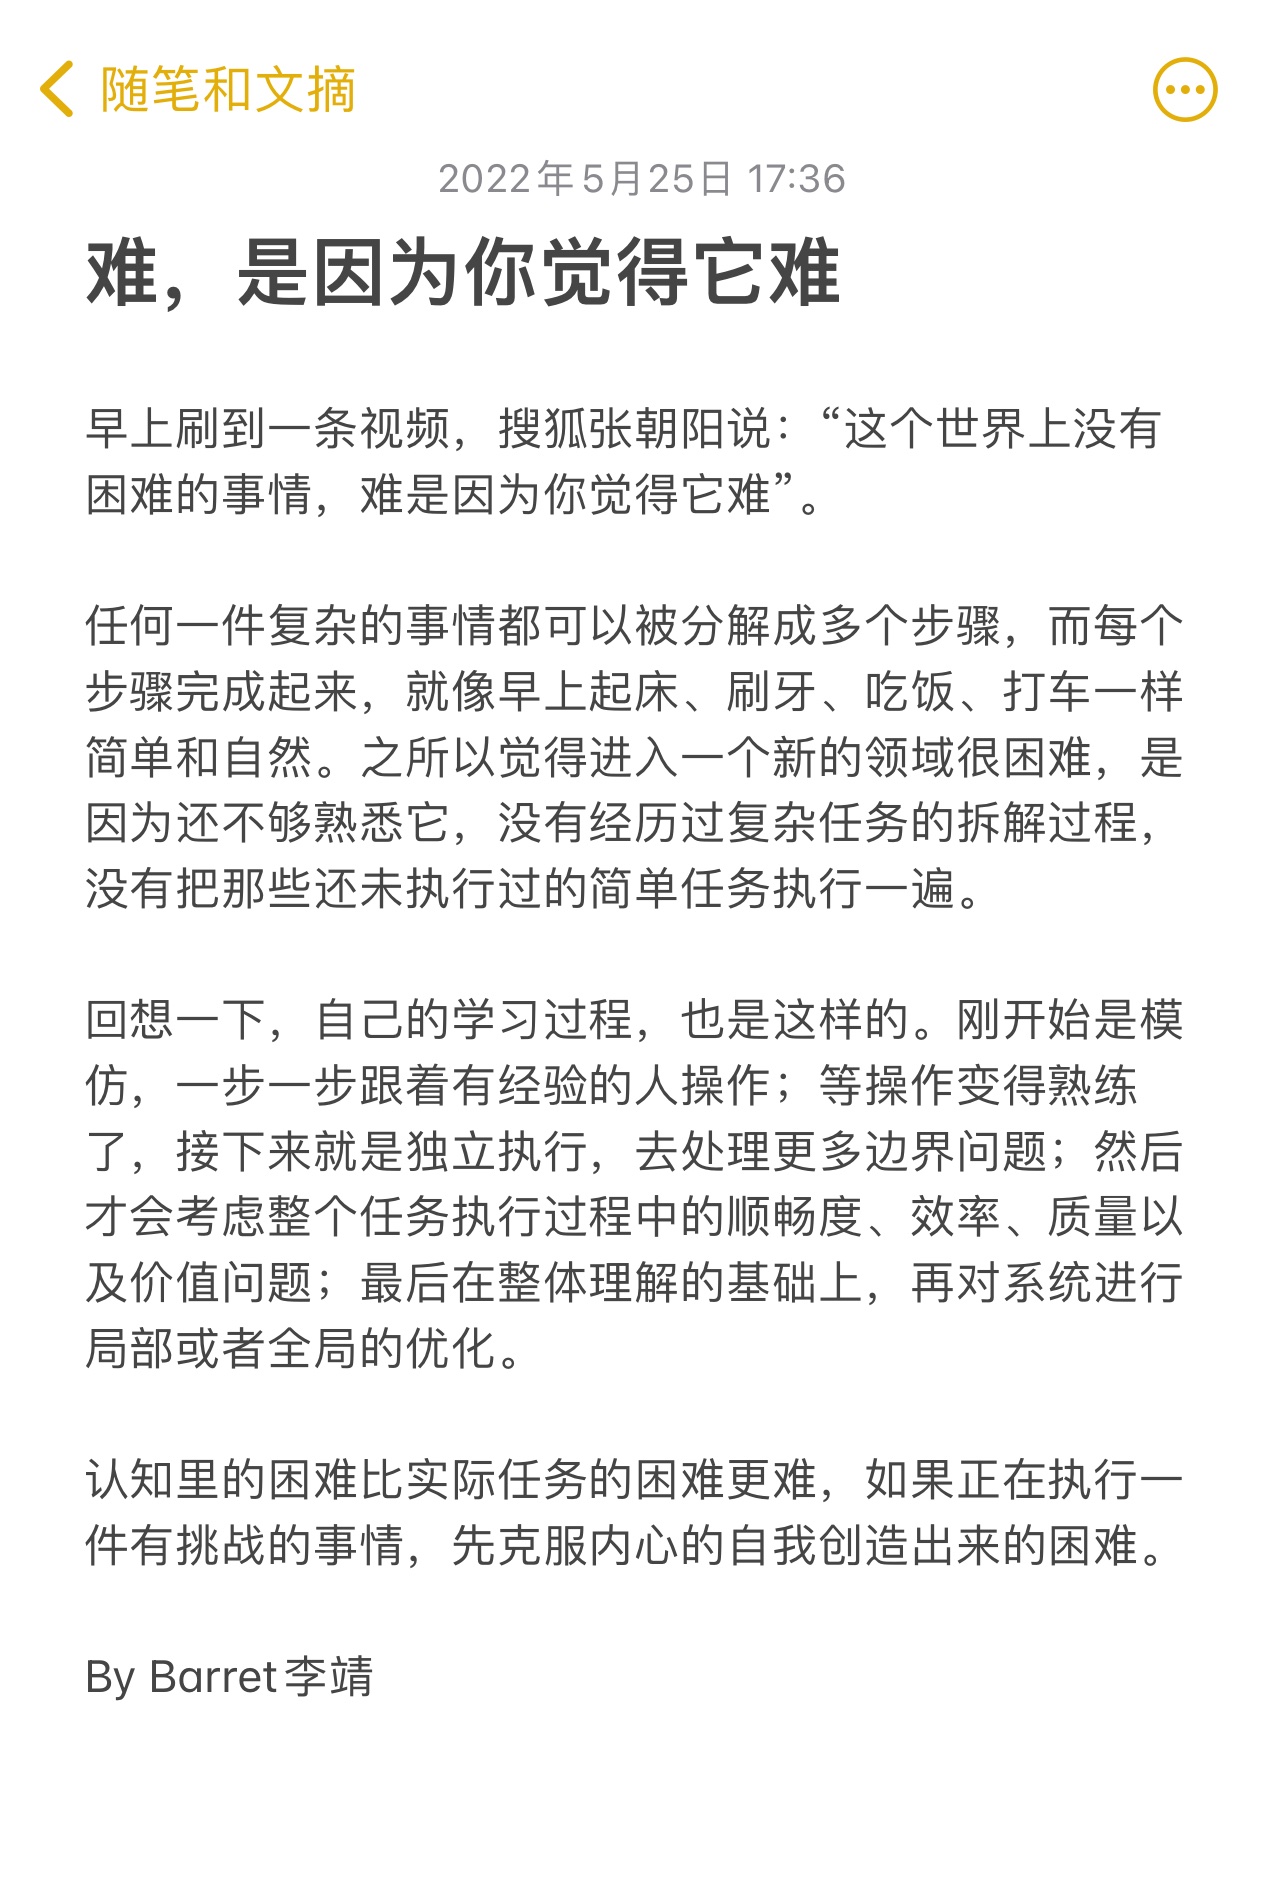 随笔和文摘
2022年5月25日 17:36
难，是因为你觉得它难
早上刷到一条视频，搜狐张朝阳说：“这个世界上没有
困难的事情，难是因为你觉得它难”。
任何一件复杂的事情都可以被分解成多个步骤，而每个
步骤完成起来，就像早上起床、刷牙、吃饭、打车一样
简单和自然。之所以觉得进入一个新的领域很困难，是
因为还不够熟悉它，没有经历过复杂任务的拆解过程，
没有把那些还未执行过的简单任务执行一遍。
回想一下，自己的学习过程，也是这样的。刚开始是模
仿，一步一步跟着有经验的人操作；等操作变得熟练
了，接下来就是独立执行，去处理更多边界问题；然后
才会考虑整个任务执行过程中的顺畅度、效率、质量以
及价值问题；最后在整体理解的基础上，再对系统进行
局部或者全局的优化。
认知里的困难比实际任务的困难更难，如果正在执行一
件有挑战的事情，先克服内心的自我创造出来的困难。
By Barret李靖